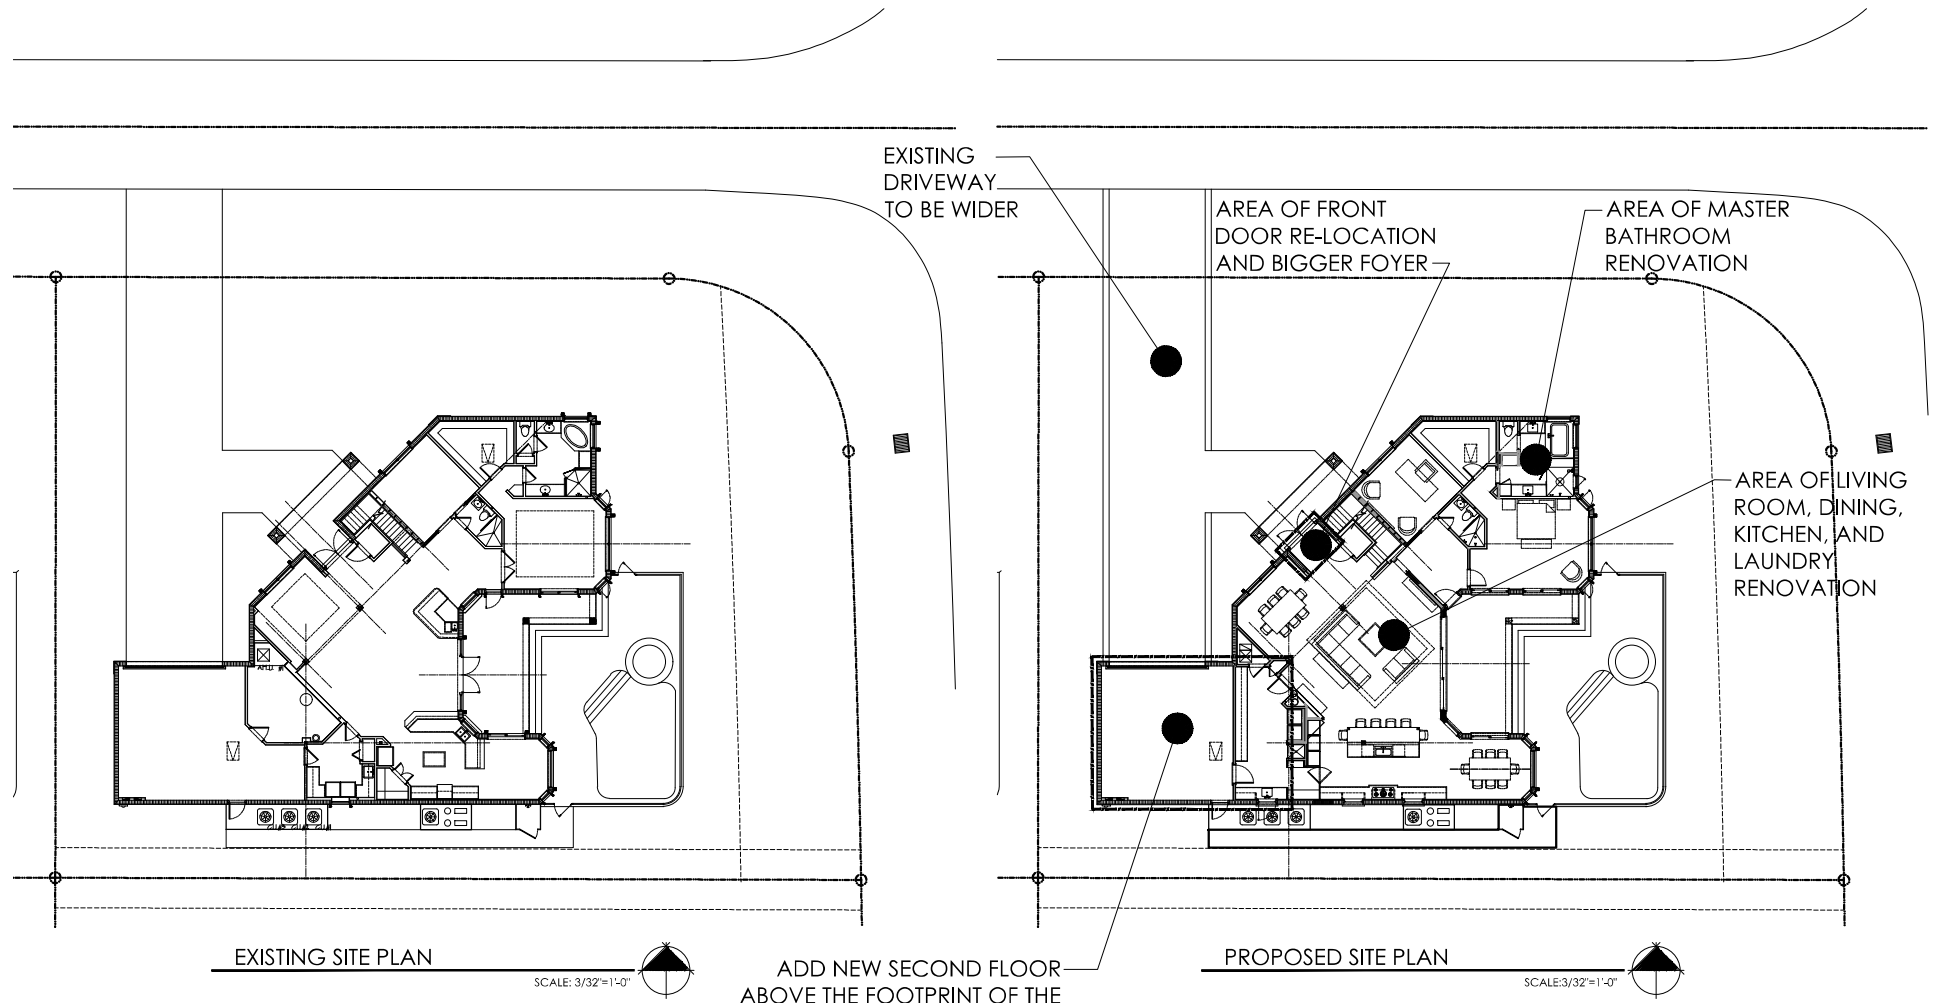 EXISTING
DRIVEWAY
TO BE WIDER
AREA OF FRONT
DOOR RE-LOCATION
AND BIGGER FOYER
AREA OF MASTER
BATHROOM
RENOVATION
AREA OF LIVING
ROOM, DINING,
KITCHEN, AND
LAUNDRY
RENOVATION
EXISTING SITE PLAN
SCALE: 3/32"=1'-0"
ADD NEW SECOND FLOOR
ABOVE THE FOOTPRINT OF THE
PROPOSED SITE PLAN
SCALE:3/32"=1'-0"